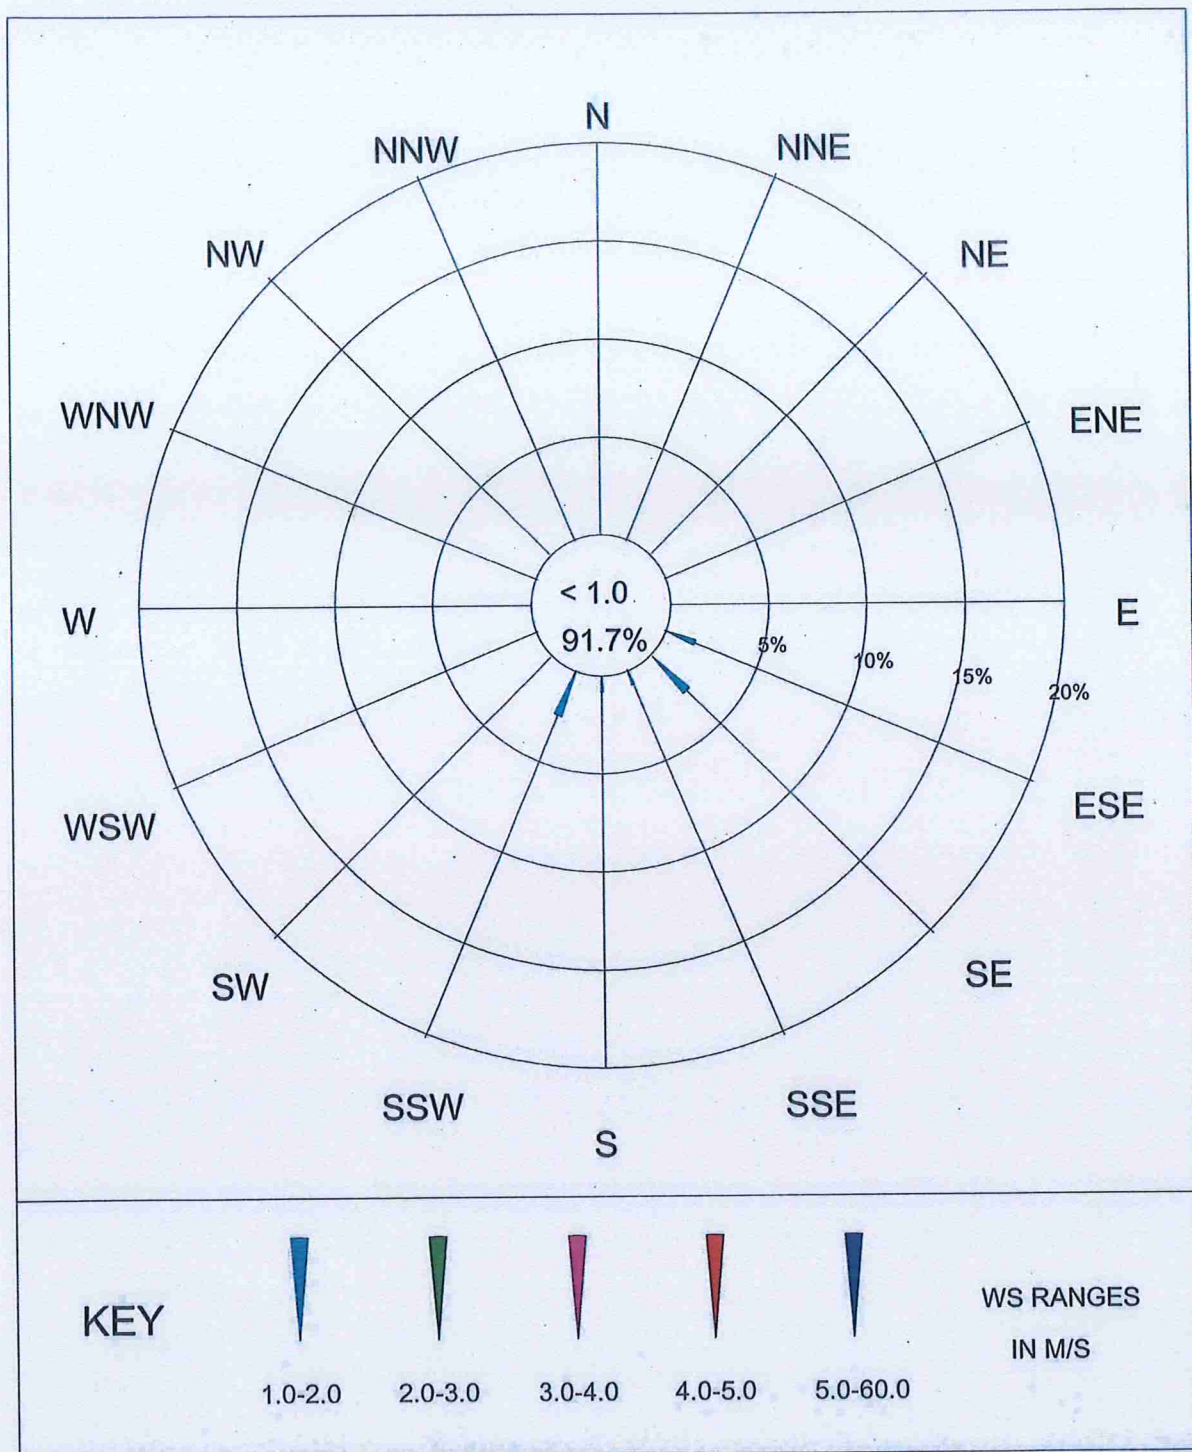 N
NNW
NNE
NW
NE
WNW
ENE
< 1.0
W
E
91.7%
5%
10%
15%
20%
WSW
ESE
SW
SE
SSW
SSE
S
KEY
WS RANGES
IN M/S
1.0-2.0 2.0-3.0 3.0-4.0 4.0-5.0 5.0-60.0